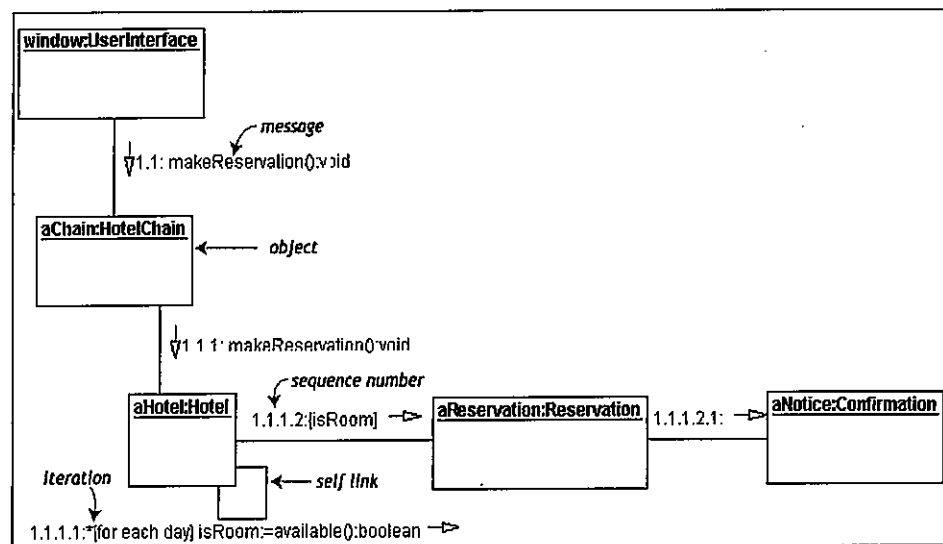 window:UserInterface
message
1.1: makeReservation():void
aChain:HotelChain
object
1.1.1: makeReservation():void
sequence number
aHotel:Hotel
1.1.1.2:[isRoom]
aReservation:Reservation
1.1.1.2.1:
aNotice:Confirmation
iteration
self link
1.1.1.1:*[for each day] isRoom:=available():boolean